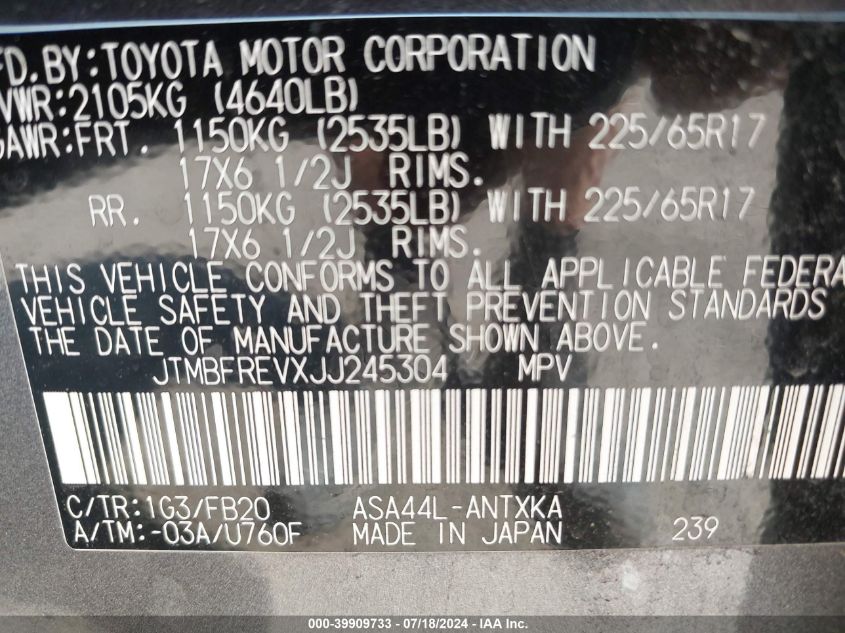 FD.BY:TOYOTA MOTOR CORPORATION
VWR:2105KG (4640LB)
GAWR:FRT. 1150KG (2535LB) WITH 225/65R17
17X6 1/2J RIMS.
RR. 1150KG (2535LB) WITH 225/65R17
17X6 1/2J RIMS.
THIS VEHICLE CONFORMS TO ALL APPLICABLE FEDERA
VEHICLE SAFETY AND THEFT PREVENTION STANDARDS
THE DATE OF MANUFACTURE SHOWN ABOVE.
JTMBFREVXJJ245304 MPV
C/TR:1G3/FB20 ASA44L-ANTXKA
A/TM:-03A/U760F MADE IN JAPAN 239
000-39909733 - 07/18/2024 - IAA Inc.